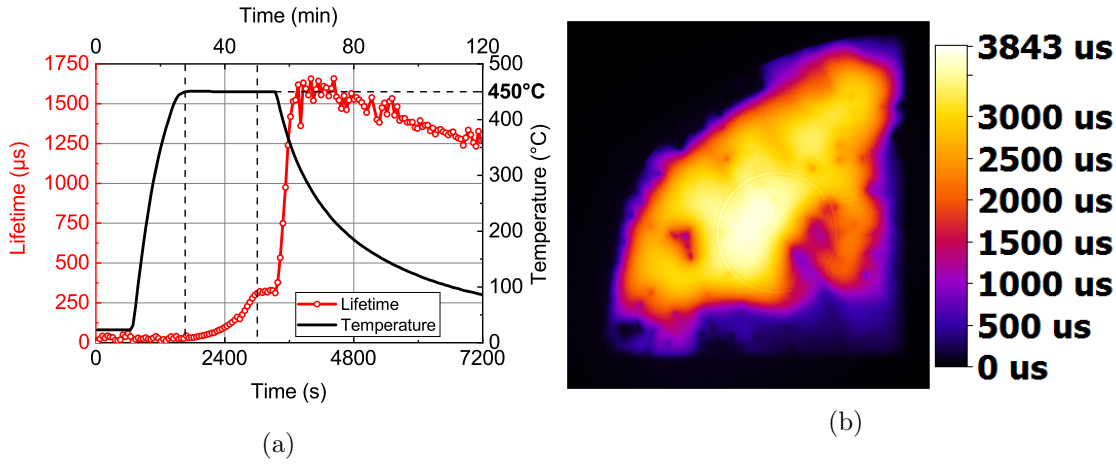 Time (min)
0 40 80 120
1750
1500
1250
1000
750
500
250
0
Lifetime (µs)
500
450°C
400
300
200
100
0
Temperature (°C)
Lifetime
Temperature
0 2400 4800 7200
Time (s)
(a)
3843 us
3000 us
2500 us
2000 us
1500 us
1000 us
500 us
0 us
(b)